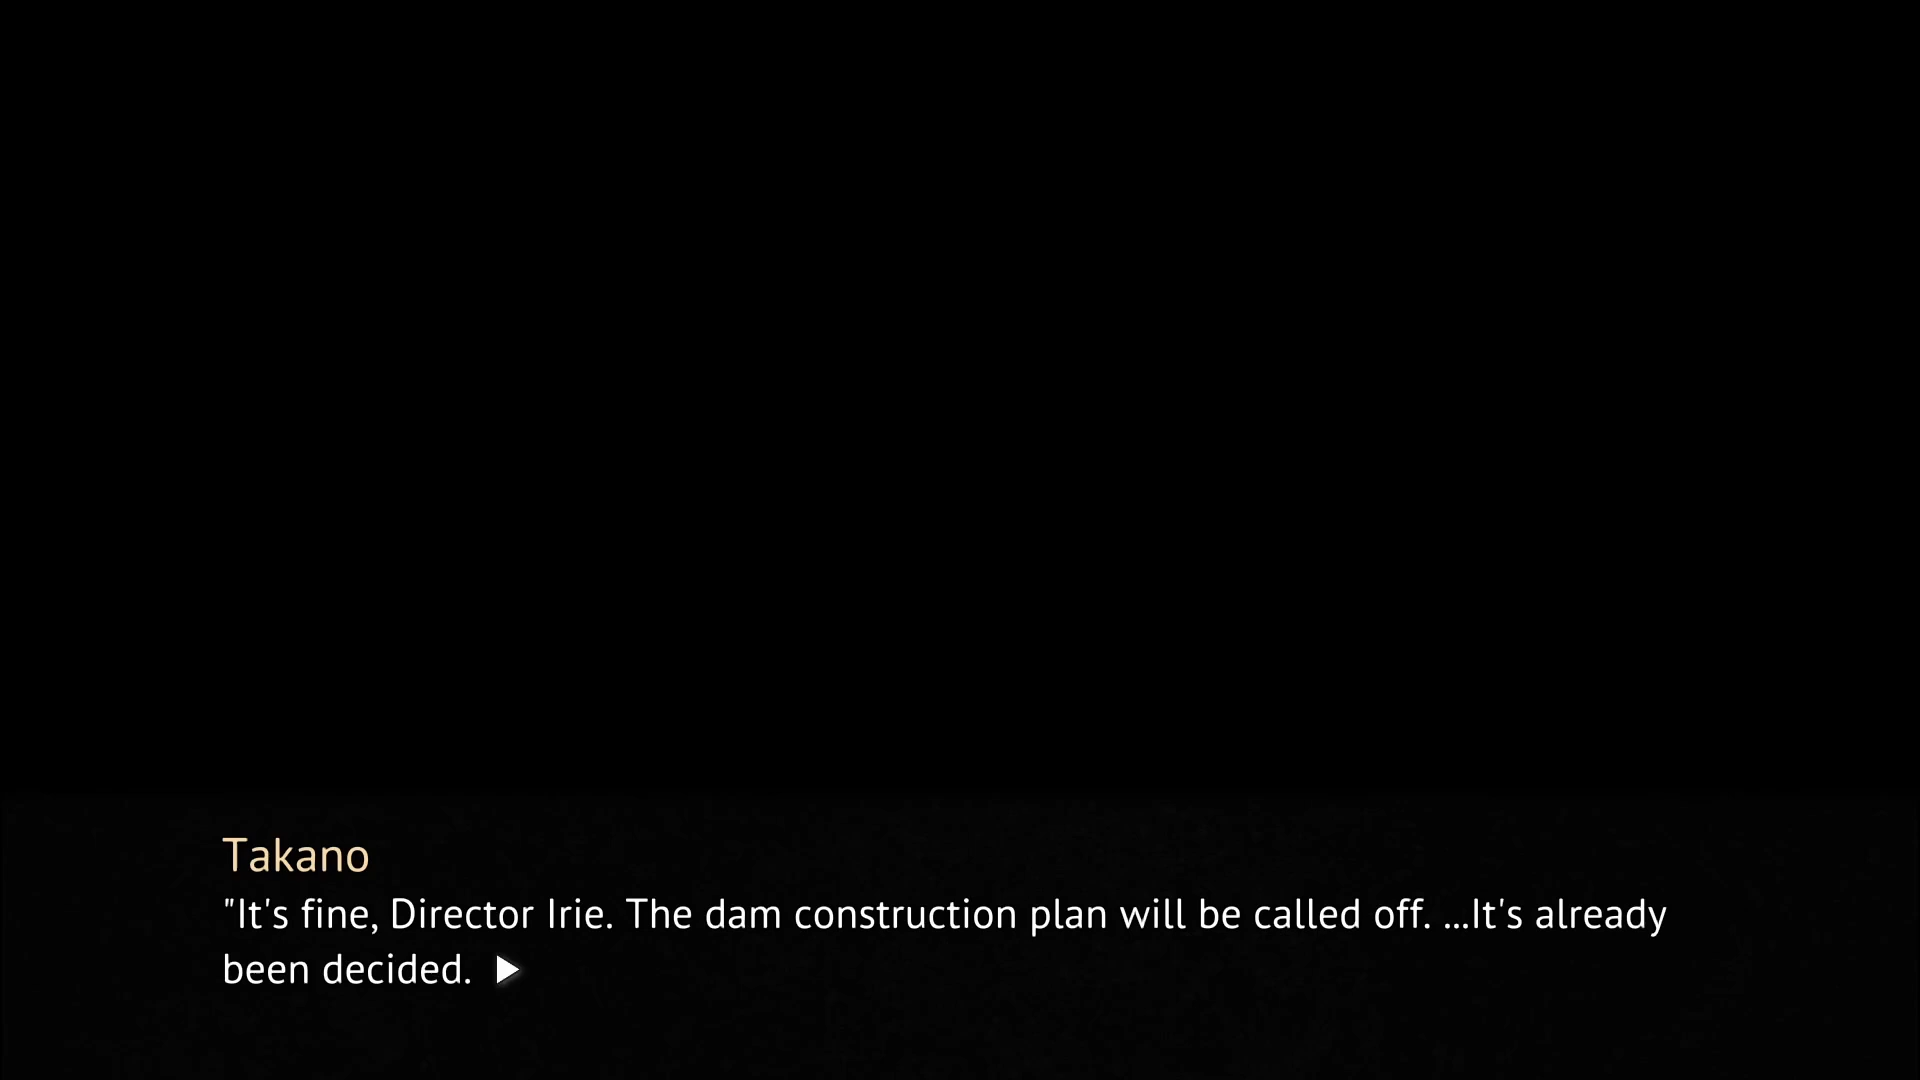 Takano
"It's fine, Director Irie. The dam construction plan will be called off. ...It's already
been decided.